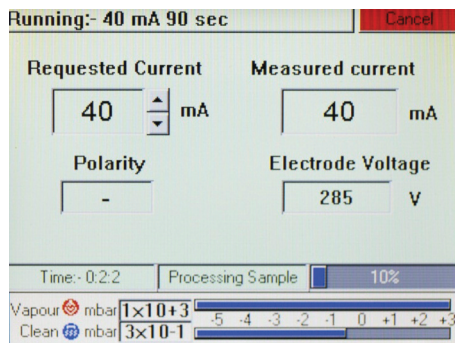 Running:- 40 mA 90 sec
Cancel
Requested Current
Measured current
40 mA
40 mA
Polarity
Electrode Voltage
-
285 V
Time:- 0:2:2
Processing Sample
10%
Vapour mbar 1x10+3
-5 -4 -3 -2 -1 0 +1 +2 +3
Clean mbar 3x10-1